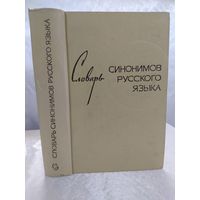 СЛОВАРЬ СИНОНИМОВ РУССКОГО ЯЗЫКА
Словарь
СИНОНИМОВ
РУССКОГО
ЯЗЫКА